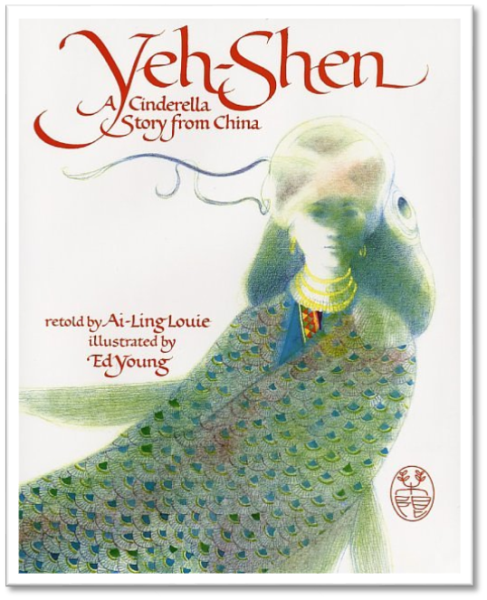 Yeh-Shen
A Cinderella
Story from China
retold by Ai-Ling Louie
illustrated by
Ed Young